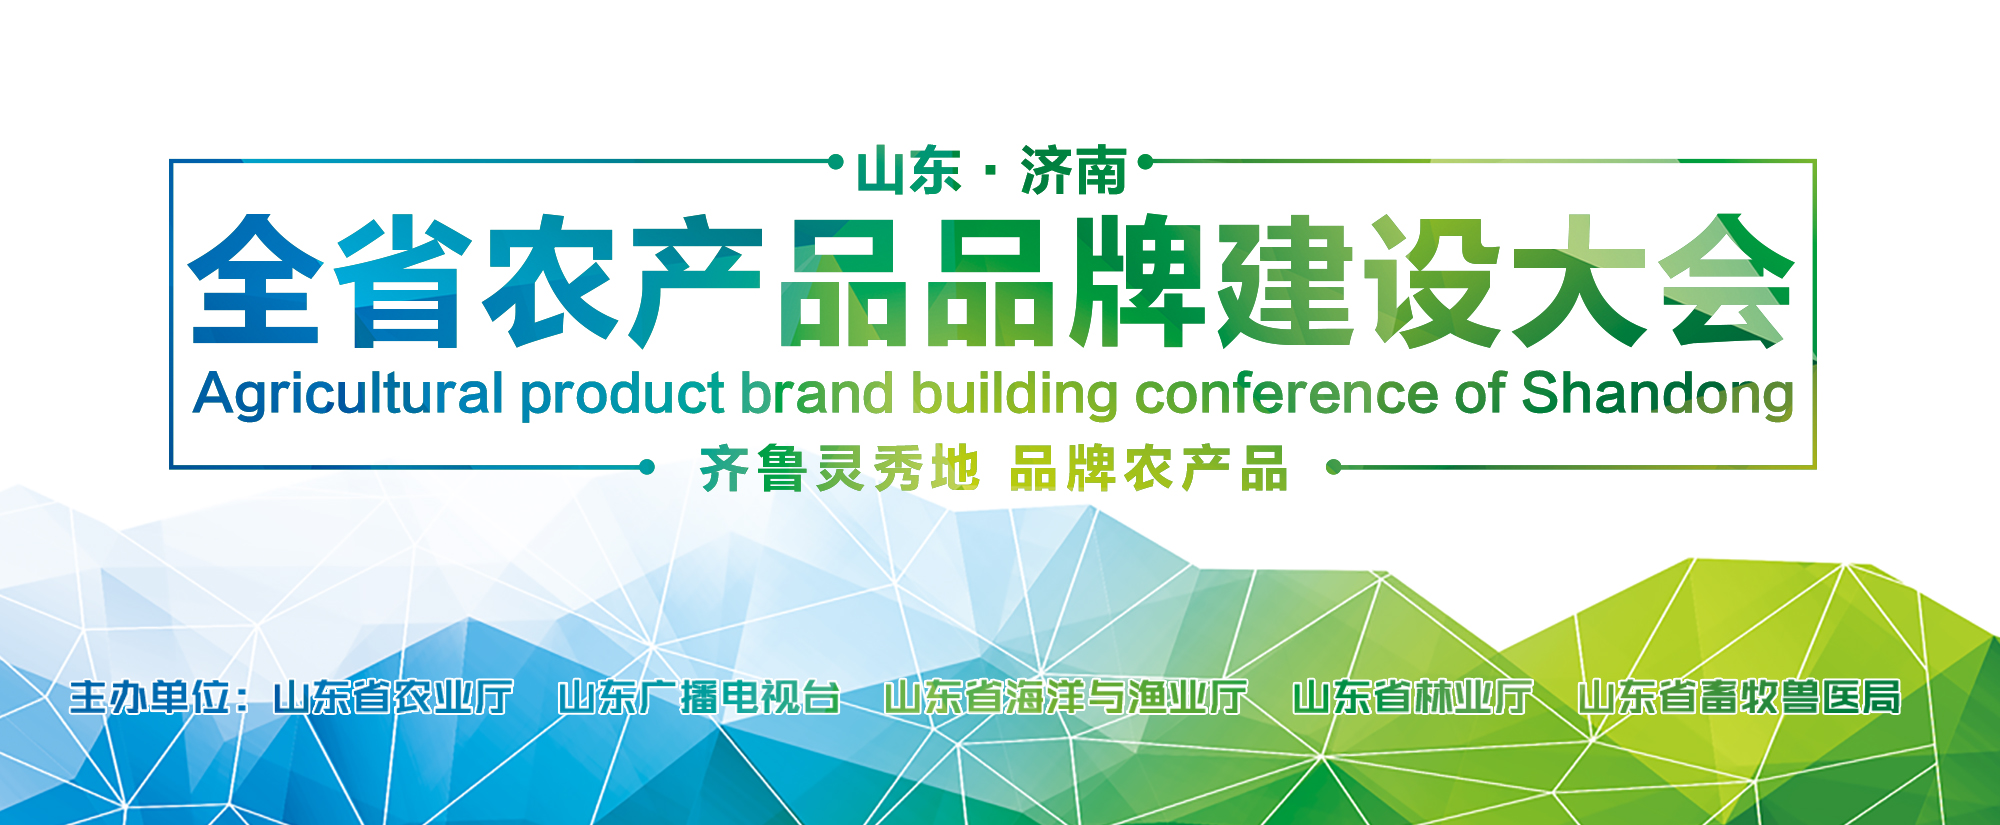 山东·济南
全省农产品品牌建设大会
Agricultural product brand building conference of Shandong
齐鲁灵秀地 品牌农产品
主办单位：山东省农业厅 山东广播电视台 山东省海洋与渔业厅 山东省林业厅 山东省畜牧兽医局